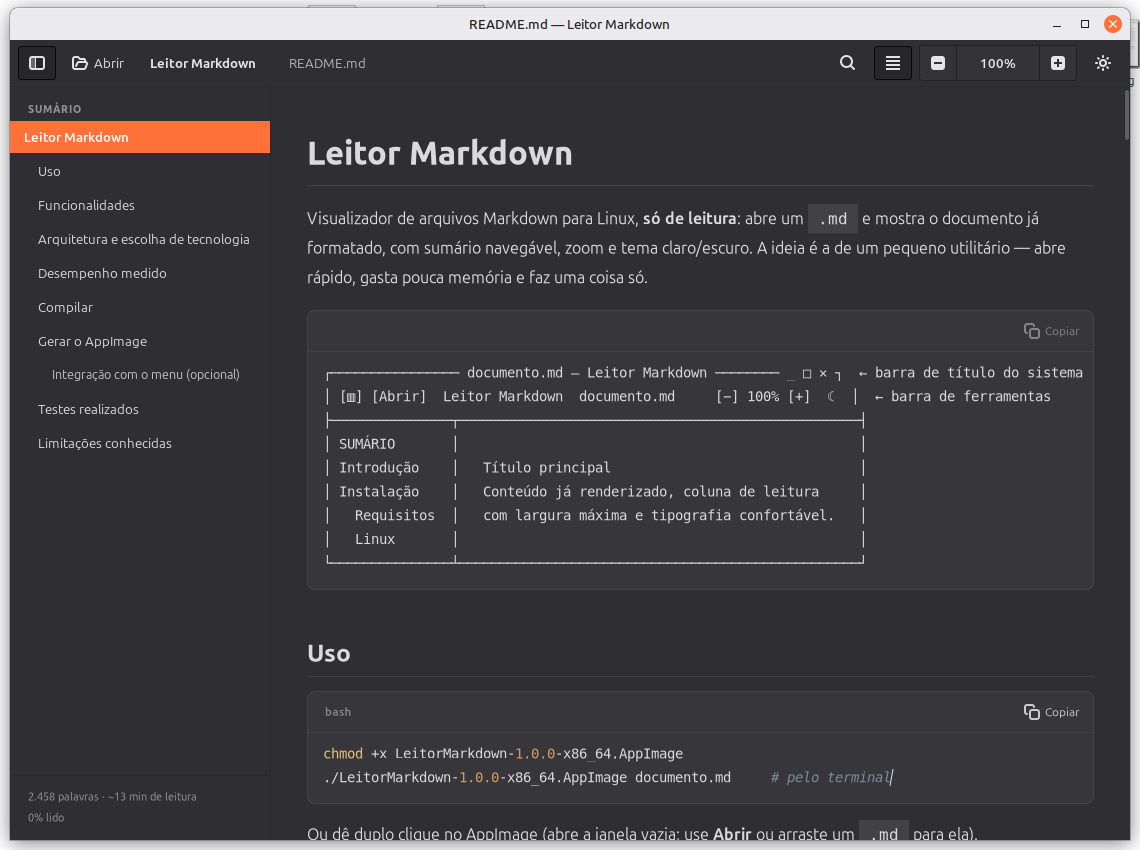 README.md — Leitor Markdown
Abrir Leitor Markdown README.md 100%
SUMÁRIO
Leitor Markdown
Uso
Funcionalidades
Arquitetura e escolha de tecnologia
Desempenho medido
Compilar
Gerar o AppImage
Integração com o menu (opcional)
Testes realizados
Limitações conhecidas
2.458 palavras · ~13 min de leitura
0% lido
Leitor Markdown
Visualizador de arquivos Markdown para Linux, só de leitura: abre um .md e mostra o documento já
formatado, com sumário navegável, zoom e tema claro/escuro. A ideia é a de um pequeno utilitário — abre
rápido, gasta pouca memória e faz uma coisa só.
Copiar
┌──────────────── documento.md — Leitor Markdown ──────── _ □ × ┐ ← barra de título do sistema
│ [▥] [Abrir] Leitor Markdown documento.md [−] 100% [+] ☾ │ ← barra de ferramentas
├───────────────┬──────────────────────────────────────────────────┤
│ SUMÁRIO │ │
│ Introdução │ Título principal │
│ Instalação │ Conteúdo já renderizado, coluna de leitura │
│ Requisitos │ com largura máxima e tipografia confortável. │
│ Linux │ │
└───────────────┴──────────────────────────────────────────────────┘
Uso
bash Copiar
chmod +x LeitorMarkdown-1.0.0-x86_64.AppImage
./LeitorMarkdown-1.0.0-x86_64.AppImage documento.md # pelo terminal
Ou dê duplo clique no AppImage (abre a janela vazia; use Abrir ou arraste um .md para ela).